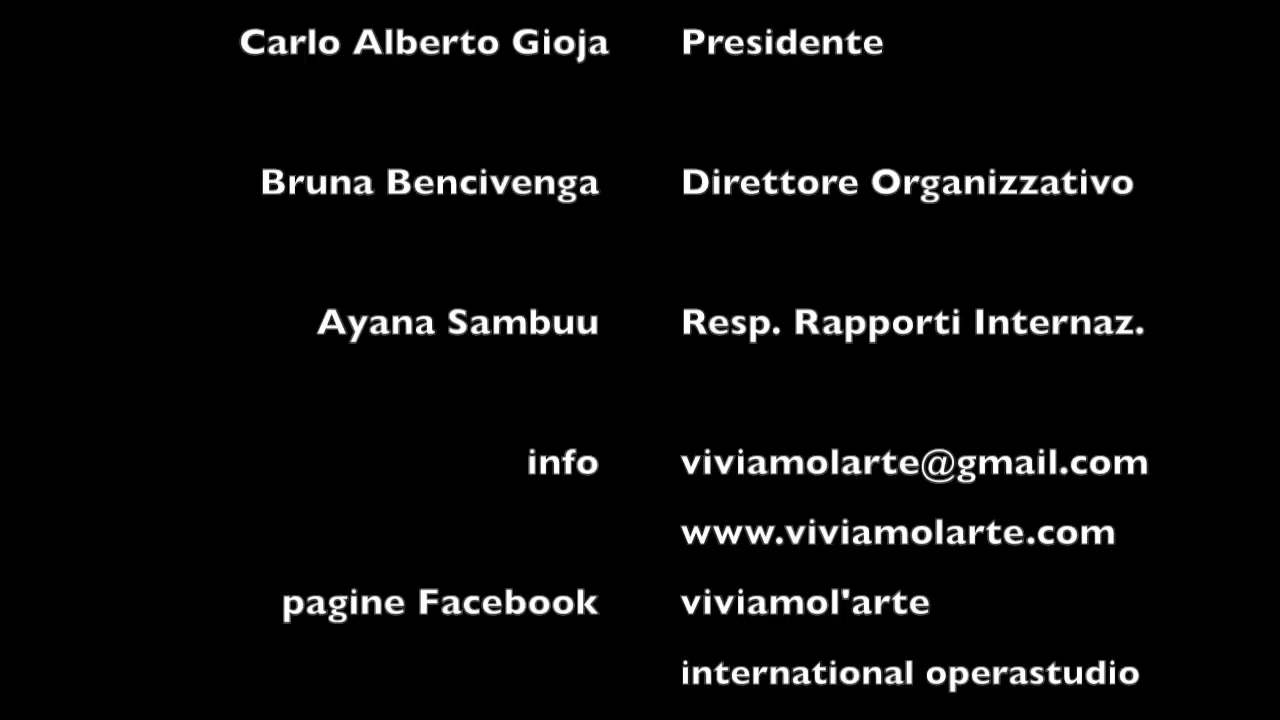 Carlo Alberto Gioja Presidente
Bruna Bencivenga Direttore Organizzativo
Ayana Sambuu Resp. Rapporti Internaz.
info viviamolarte@gmail.com
www.viviamolarte.com
pagine Facebook viviamol'arte
international operastudio